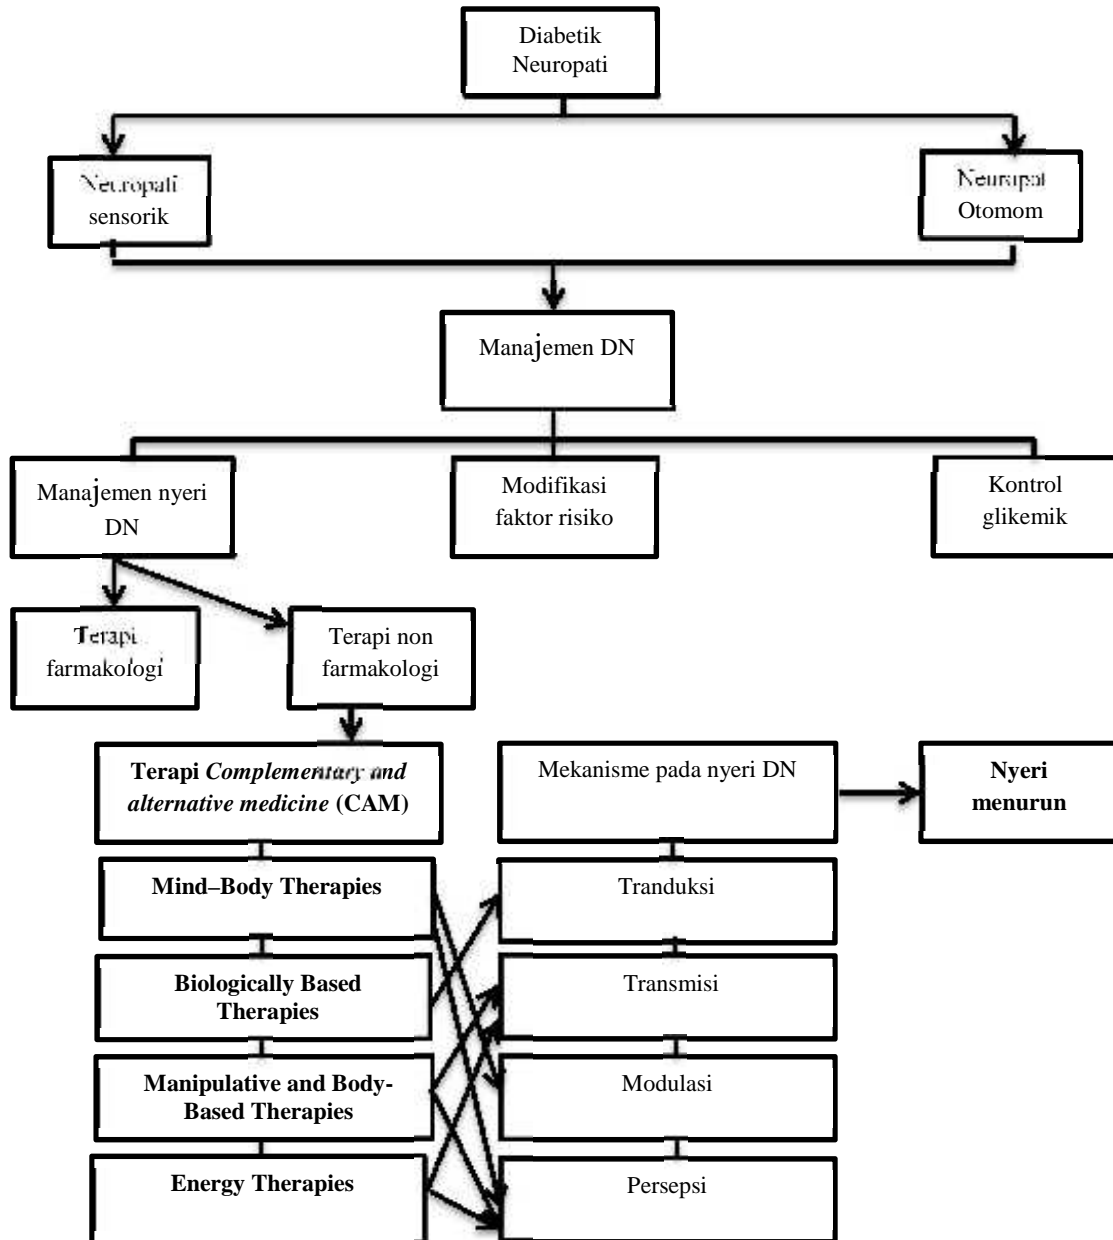 Diabetik
Neuropati
Neuropati
sensorik
Neuropat
Otomom
Manajemen DN
Manajemen nyeri
DN
Modifikasi
faktor risiko
Kontrol
glikemik
Terapi
farmakologi
Terapi non
farmakologi
Terapi Complementary and
alternative medicine (CAM)
Mekanisme pada nyeri DN
Nyeri
menurun
Mind–Body Therapies
Tranduksi
Biologically Based
Therapies
Transmisi
Manipulative and Body-
Based Therapies
Modulasi
Energy Therapies
Persepsi